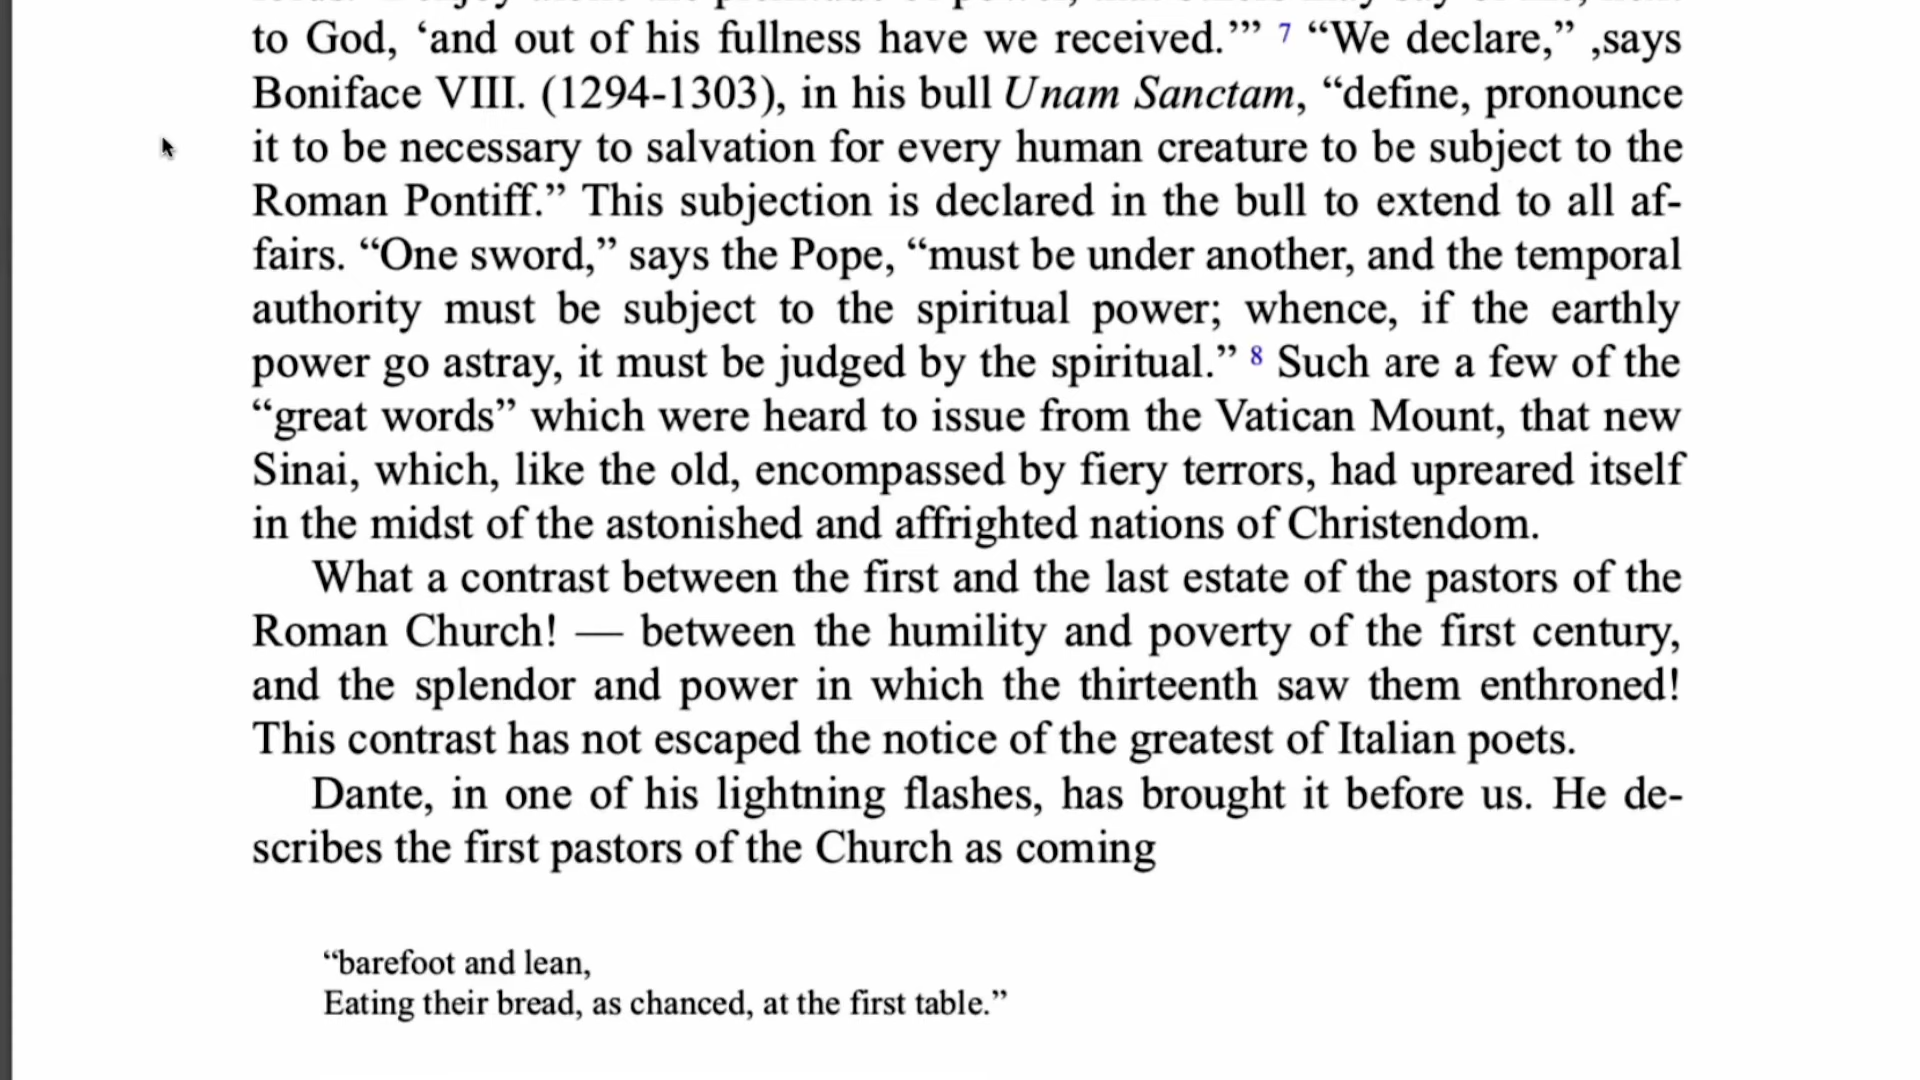 to God, ‘and out of his fullness have we received.’” 7 “We declare,” ,says
Boniface VIII. (1294-1303), in his bull Unam Sanctam, “define, pronounce
it to be necessary to salvation for every human creature to be subject to the
Roman Pontiff.” This subjection is declared in the bull to extend to all af-
fairs. “One sword,” says the Pope, “must be under another, and the temporal
authority must be subject to the spiritual power; whence, if the earthly
power go astray, it must be judged by the spiritual.” 8 Such are a few of the
“great words” which were heard to issue from the Vatican Mount, that new
Sinai, which, like the old, encompassed by fiery terrors, had upreared itself
in the midst of the astonished and affrighted nations of Christendom.
What a contrast between the first and the last estate of the pastors of the
Roman Church! — between the humility and poverty of the first century,
and the splendor and power in which the thirteenth saw them enthroned!
This contrast has not escaped the notice of the greatest of Italian poets.
Dante, in one of his lightning flashes, has brought it before us. He de-
scribes the first pastors of the Church as coming
“barefoot and lean,
Eating their bread, as chanced, at the first table.”